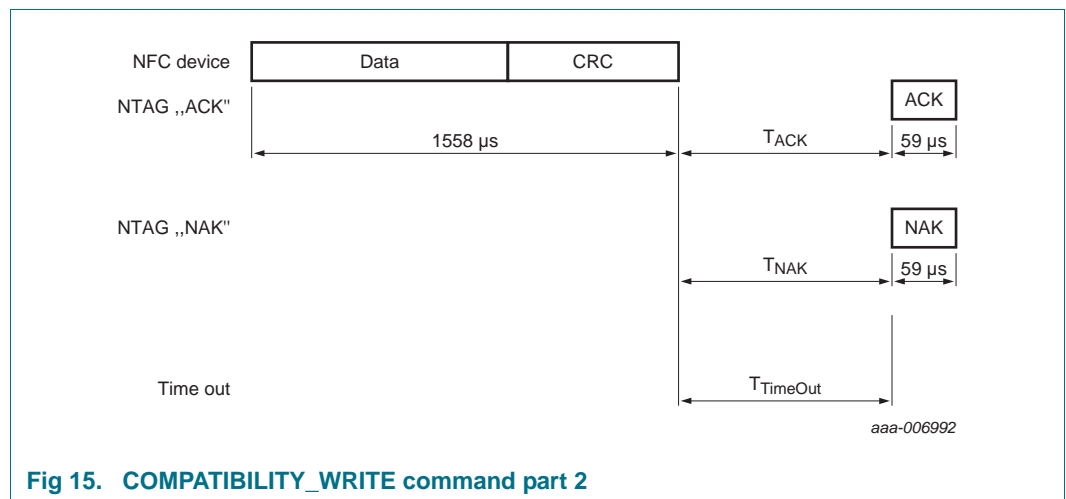 NFC device
Data
CRC
NTAG ,,ACK"
ACK
1558 µs
TACK
59 µs
NTAG ,,NAK"
NAK
TNAK
59 µs
Time out
TTimeOut
aaa-006992
Fig 15. COMPATIBILITY_WRITE command part 2